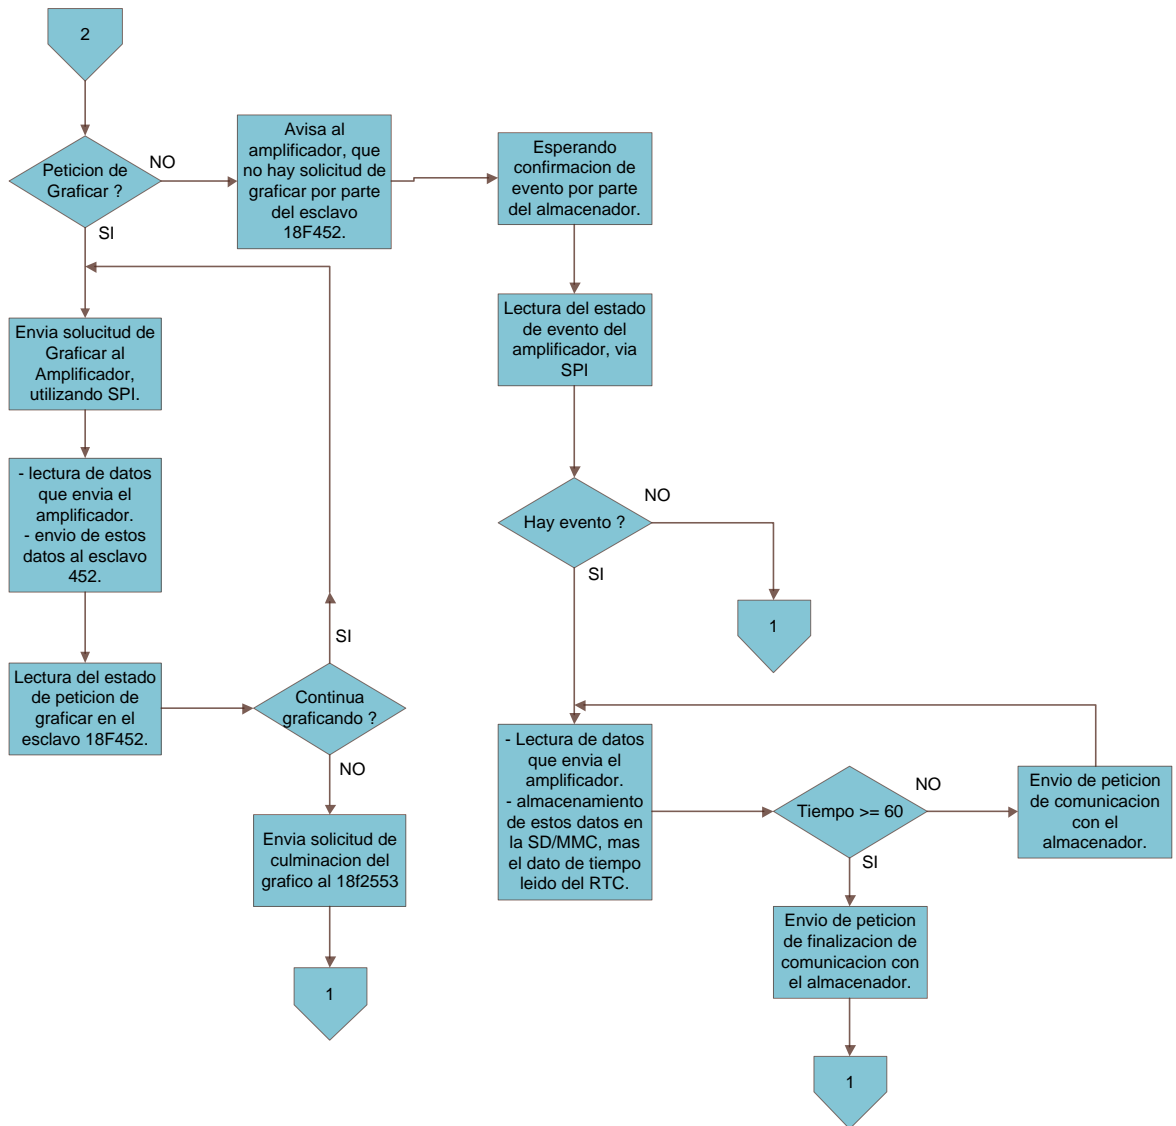 2
Peticion de
Graficar ?
NO
SI
Avisa al
amplificador, que
no hay solicitud de
graficar por parte
del esclavo
18F452.
Esperando
confirmacion de
evento por parte
del almacenador.
Envia solucitud de
Graficar al
Amplificador,
utilizando SPI.
Lectura del estado
de evento del
amplificador, via
SPI
- lectura de datos
que envia el
amplificador.
- envio de estos
datos al esclavo
452.
Hay evento ?
NO
SI
1
Lectura del estado
de peticion de
graficar en el
esclavo 18F452.
SI
Continua
graficando ?
NO
Envia solicitud de
culminacion del
grafico al 18f2553
1
- Lectura de datos
que envia el
amplificador.
- almacenamiento
de estos datos en
la SD/MMC, mas
el dato de tiempo
leido del RTC.
Tiempo >= 60
NO
SI
Envio de peticion
de comunicacion
con el
almacenador.
Envio de peticion
de finalizacion de
comunicacion con
el almacenador.
1